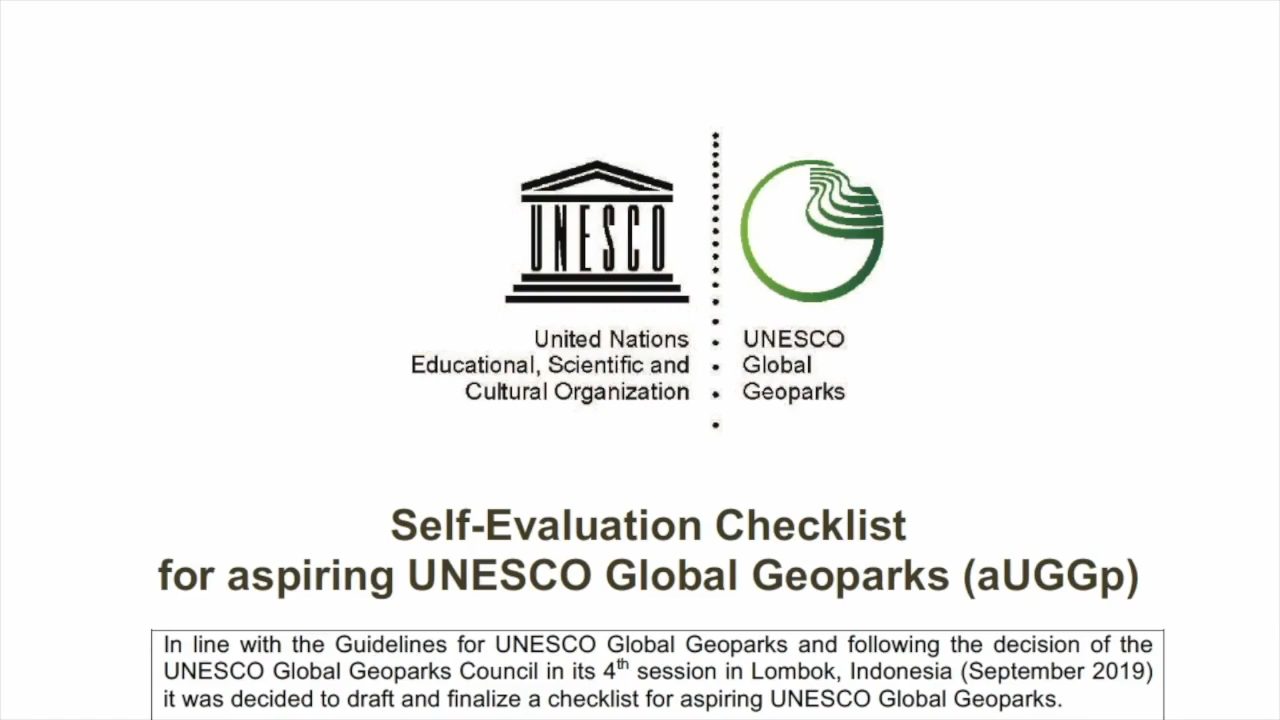 UNESCO
United Nations
Educational, Scientific and
Cultural Organization
UNESCO
Global
Geoparks
Self-Evaluation Checklist
for aspiring UNESCO Global Geoparks (aUGGp)
In line with the Guidelines for UNESCO Global Geoparks and following the decision of the
UNESCO Global Geoparks Council in its 4th session in Lombok, Indonesia (September 2019)
it was decided to draft and finalize a checklist for aspiring UNESCO Global Geoparks.